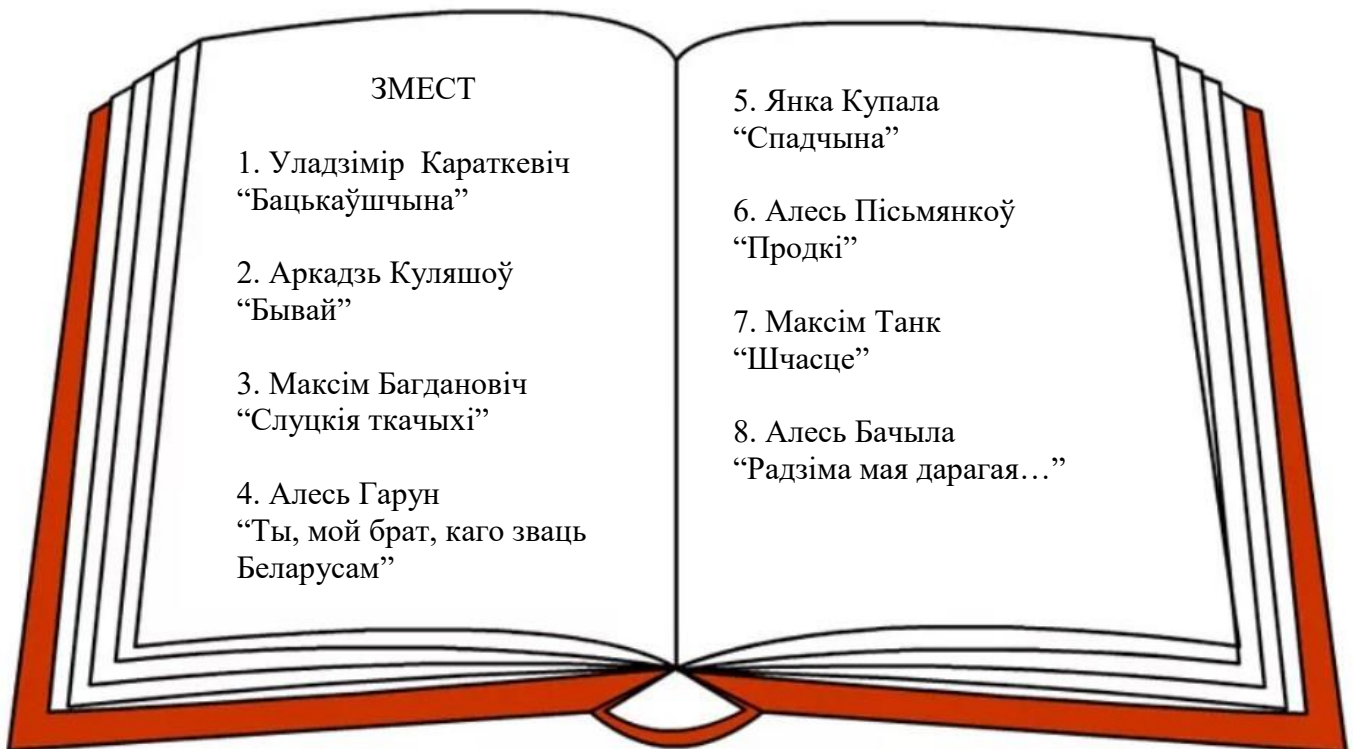 ЗМЕСТ
1. Уладзімір Караткевіч
“Бацькаўшчына”
2. Аркадзь Куляшоў
“Бывай”
3. Максім Багдановіч
“Слуцкія ткачыхі”
4. Алесь Гарун
“Ты, мой брат, каго зваць
Беларусам”
5. Янка Купала
“Спадчына”
6. Алесь Пісьмянкоў
“Продкі”
7. Максім Танк
“Шчасце”
8. Алесь Бачыла
“Радзіма мая дарагая…”